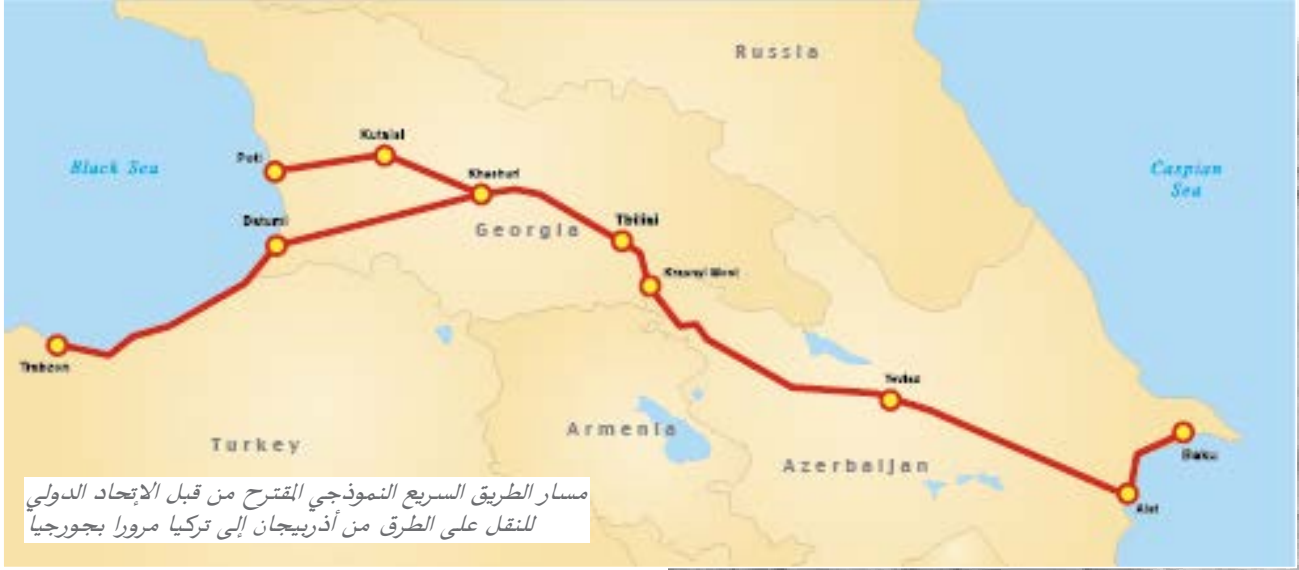 Russia
Black Sea
Caspian
Sea
Kutaisi
Poti
Khashuri
Batumi
Georgia
Tbilisi
Krasnyi Most
Trabzon
Yevlax
Turkey
Armenia
Azerbaijan
Baku
Alat
مسار الطريق السريع النموذجي المقترح من قبل الاتحاد الدولي
للنقل على الطرق من أذربيجان إلى تركيا مرورا بجورجيا